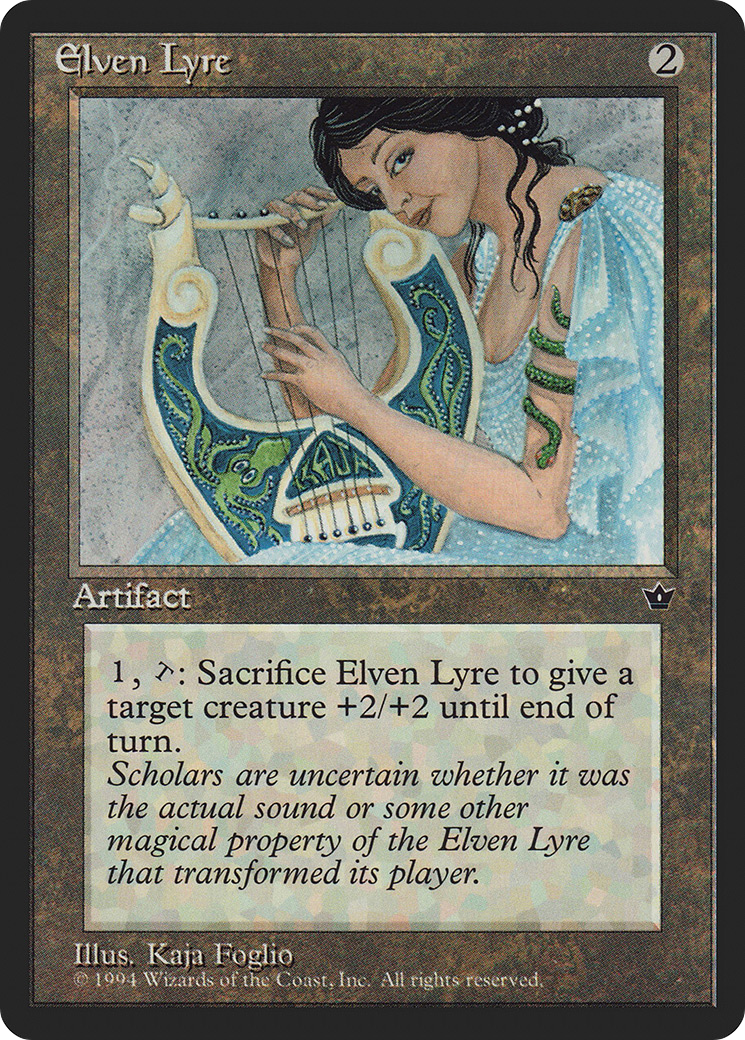 Elven Lyre 2
KAJA
Artifact
1, T: Sacrifice Elven Lyre to give a
target creature +2/+2 until end of
turn.
Scholars are uncertain whether it was
the actual sound or some other
magical property of the Elven Lyre
that transformed its player.
Illus. Kaja Foglio
© 1994 Wizards of the Coast, Inc. All rights reserved.